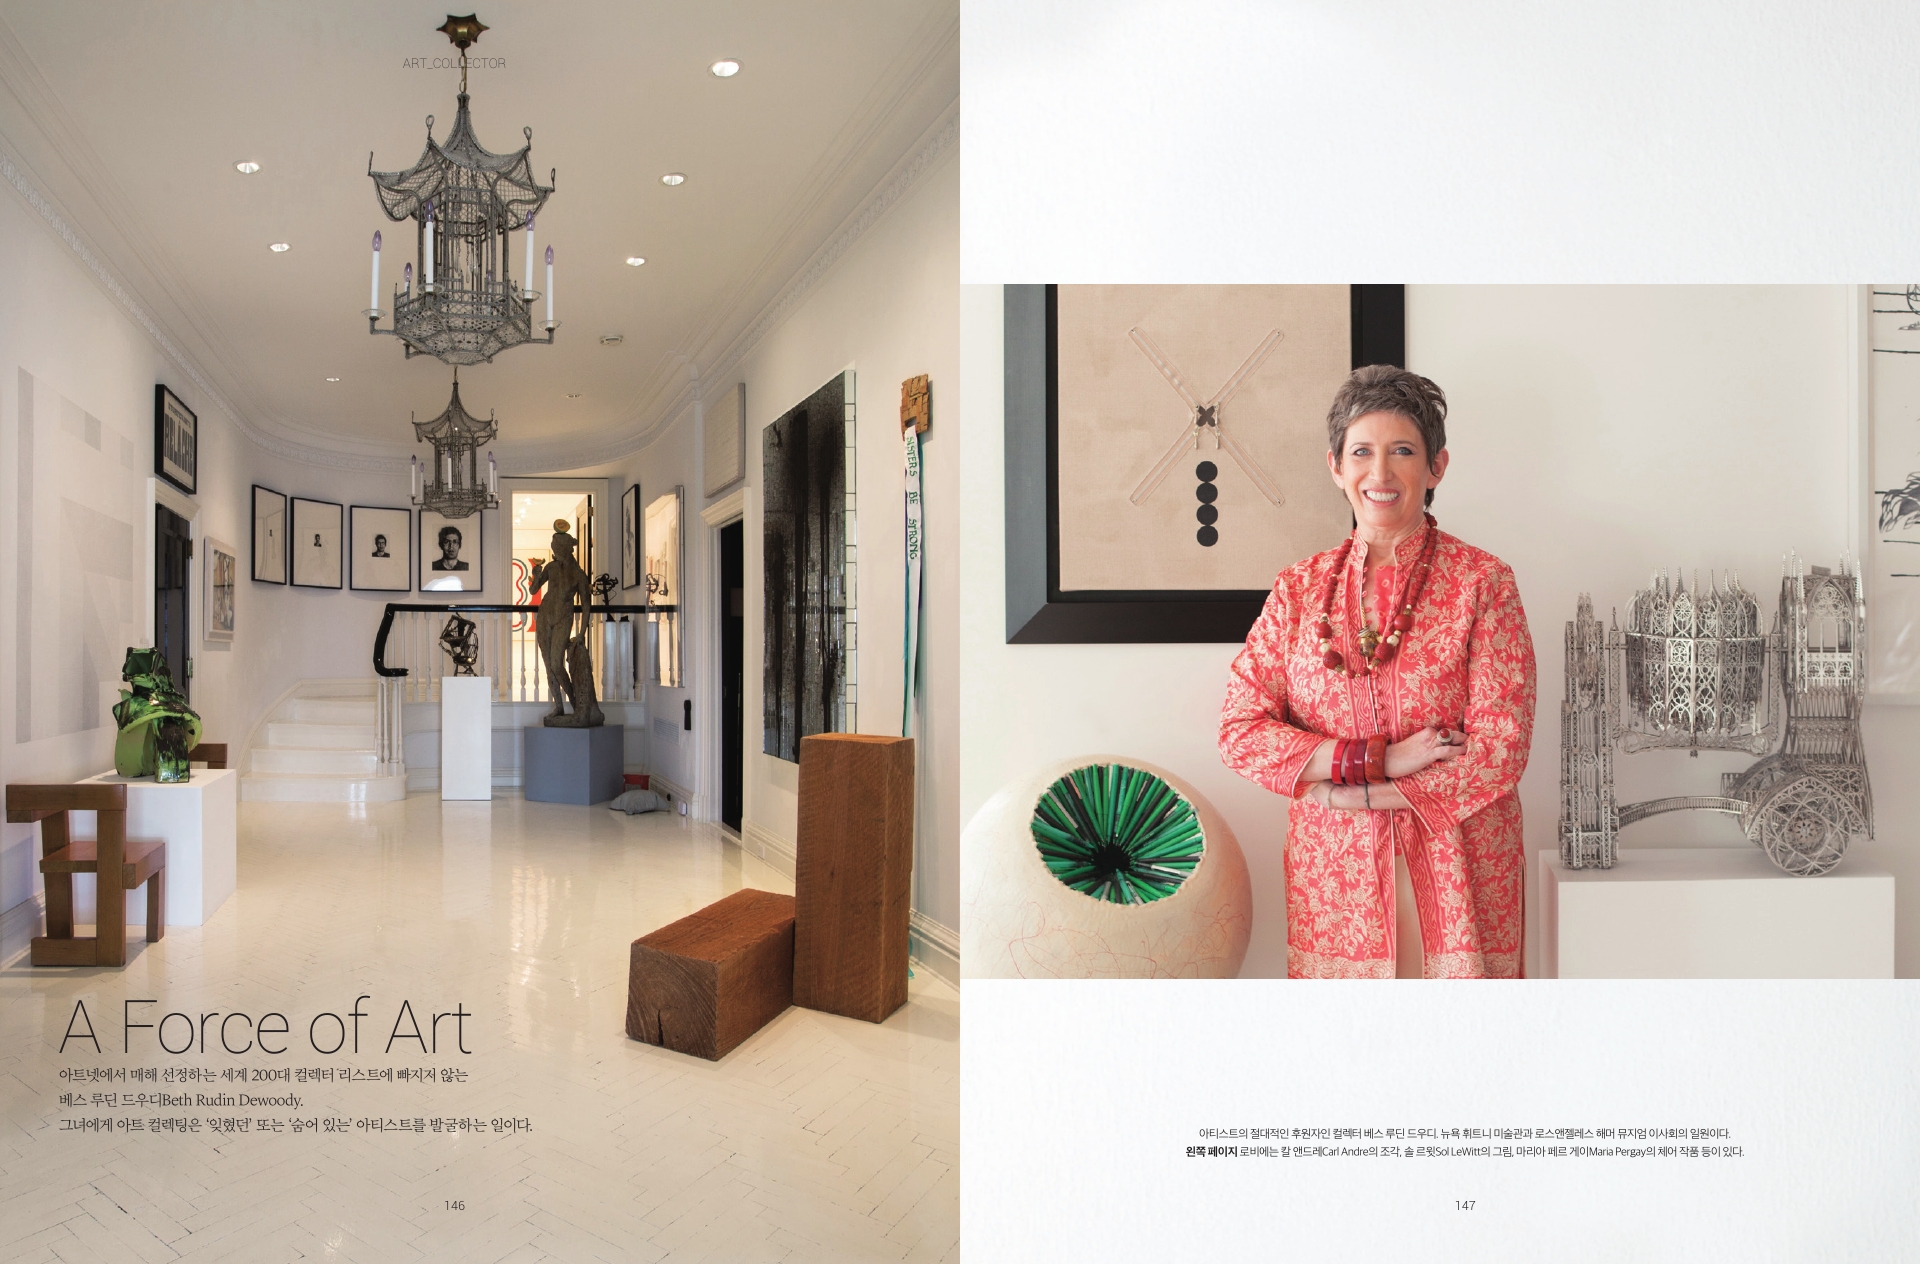 ART_COLLECTOR
SISTERS BE STRONG
A Force of Art
아트넷에서 매해 선정하는 세계 200대 컬렉터 리스트에 빠지지 않는
베스 루딘 드우디Beth Rudin Dewoody.
그녀에게 아트 컬렉팅은 ‘잊혔던’ 또는 ‘숨어 있는’ 아티스트를 발굴하는 일이다.
146
아티스트의 절대적인 후원자인 컬렉터 베스 루딘 드우디. 뉴욕 휘트니 미술관과 로스앤젤레스 해머 뮤지엄 이사회의 일원이다.
왼쪽 페이지 로비에는 칼 앤드레Carl Andre의 조각, 솔 르윗Sol LeWitt의 그림, 마리아 페르 게이Maria Pergay의 체어 작품 등이 있다.
147